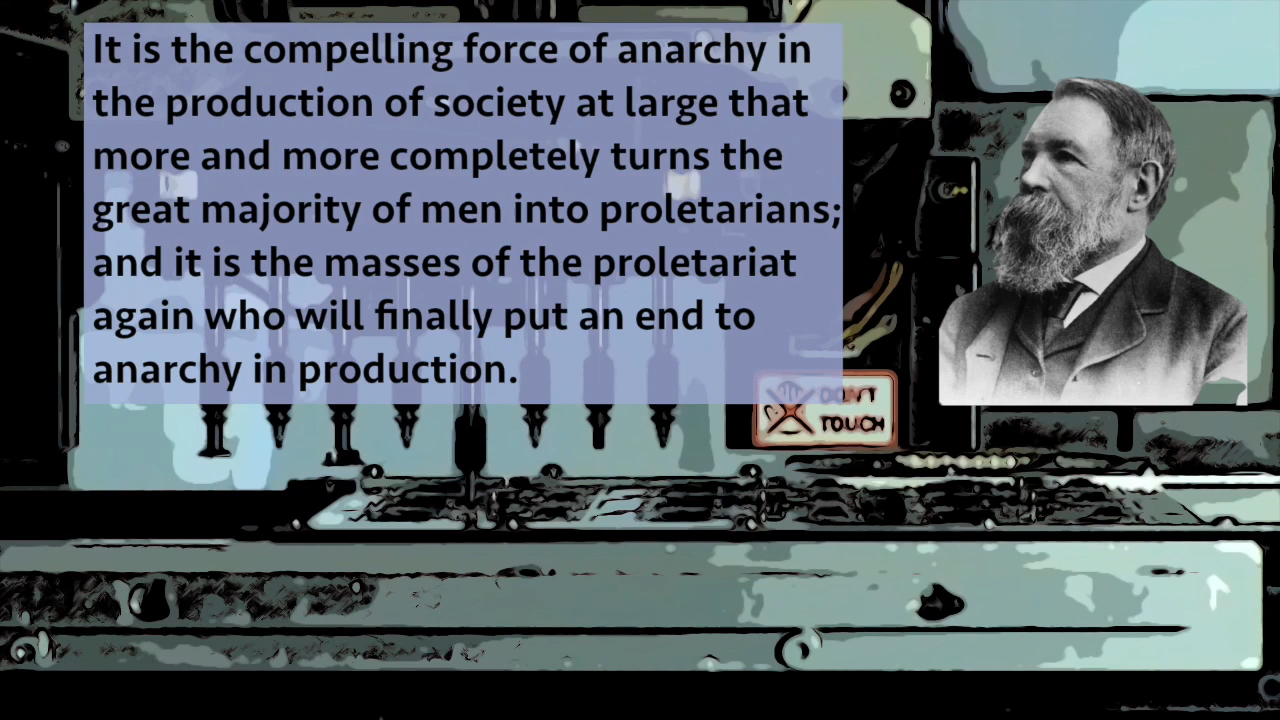 It is the compelling force of anarchy in
the production of society at large that
more and more completely turns the
great majority of men into proletarians;
and it is the masses of the proletariat
again who will finally put an end to
anarchy in production.
DON'T
TOUCH